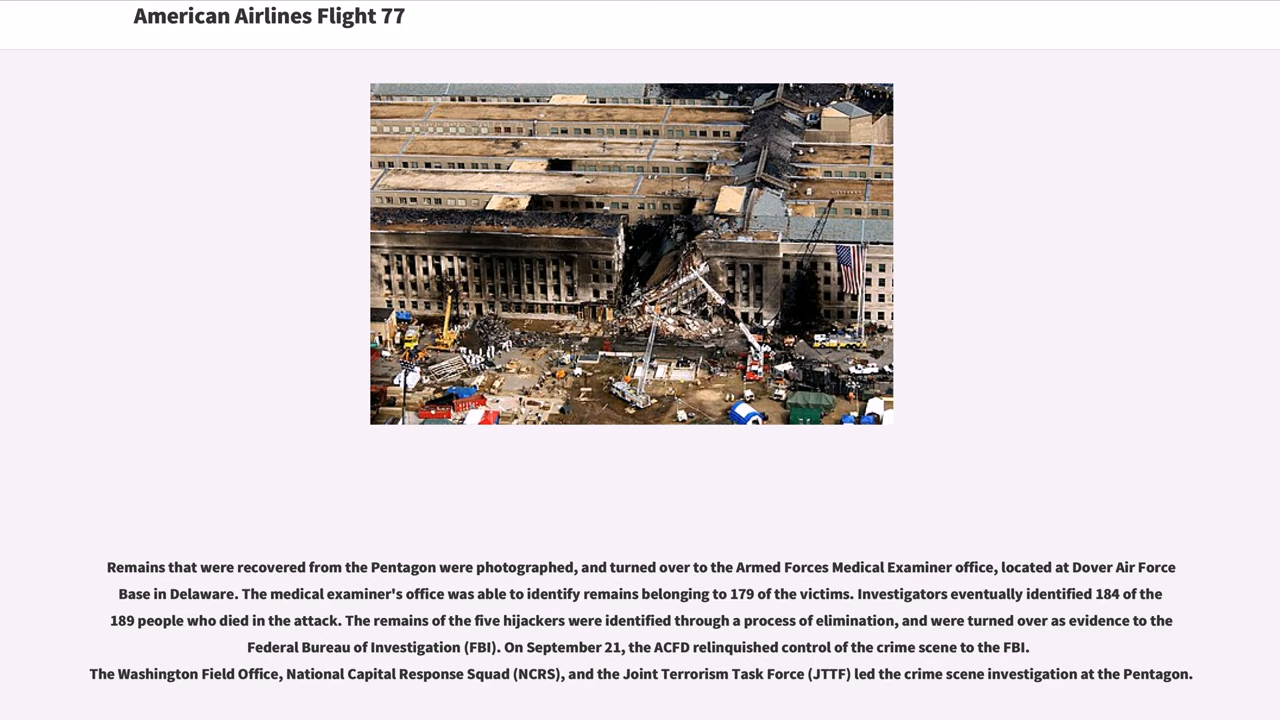 American Airlines Flight 77
Remains that were recovered from the Pentagon were photographed, and turned over to the Armed Forces Medical Examiner office, located at Dover Air Force
Base in Delaware. The medical examiner's office was able to identify remains belonging to 179 of the victims. Investigators eventually identified 184 of the
189 people who died in the attack. The remains of the five hijackers were identified through a process of elimination, and were turned over as evidence to the
Federal Bureau of Investigation (FBI). On September 21, the ACFD relinquished control of the crime scene to the FBI.
The Washington Field Office, National Capital Response Squad (NCRS), and the Joint Terrorism Task Force (JTTF) led the crime scene investigation at the Pentagon.